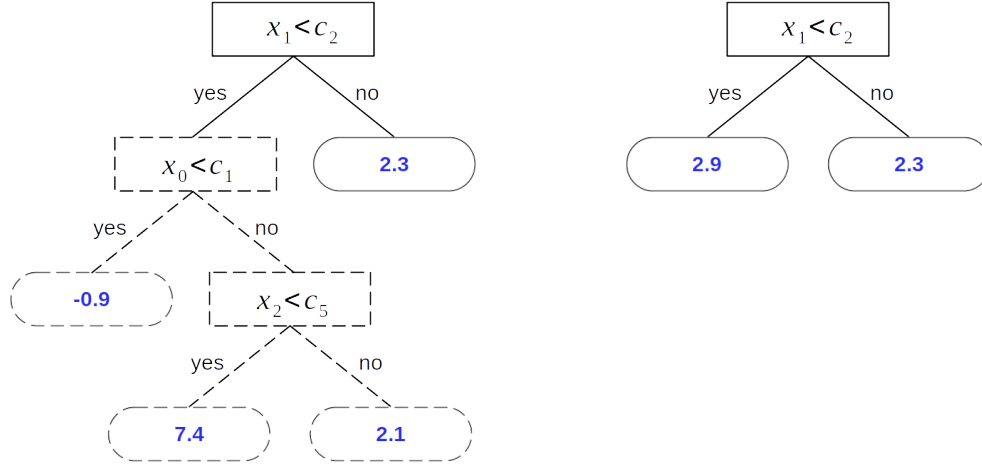 x₁<c₂ x₁<c₂
yes no yes no
x₀<c₁ 2.3 2.9 2.3
yes no
-0.9 x₂<c₅
yes no
7.4 2.1